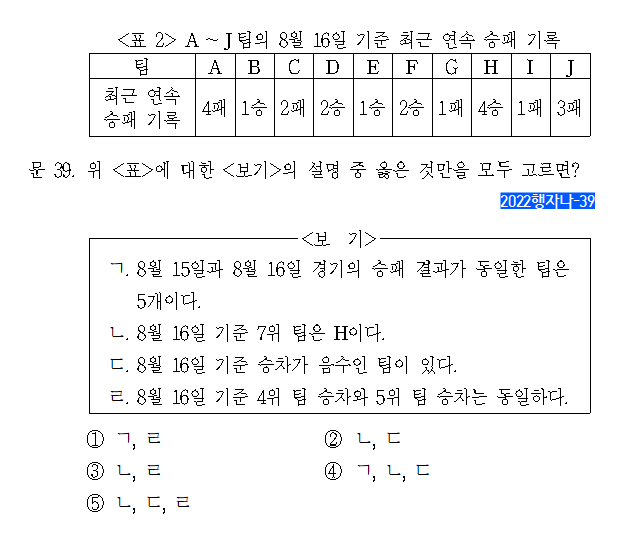 <표 2> A ~ J팀의 8월 16일 기준 최근 연속 승패 기록
팀 A B C D E F G H I J
최근 연속 승패 기록 4패 1승 2패 2승 1승 2승 1패 4승 1패 3패
문 39. 위 <표>에 대한 <보기>의 설명 중 옳은 것만을 모두 고르면?
2022행자나-39
<보 기>
ㄱ. 8월 15일과 8월 16일 경기의 승패 결과가 동일한 팀은
5개이다.
ㄴ. 8월 16일 기준 7위 팀은 H이다.
ㄷ. 8월 16일 기준 승차가 음수인 팀이 있다.
ㄹ. 8월 16일 기준 4위 팀 승차와 5위 팀 승차는 동일하다.
① ㄱ, ㄹ ② ㄴ, ㄷ
③ ㄴ, ㄹ ④ ㄱ, ㄴ, ㄷ
⑤ ㄴ, ㄷ, ㄹ